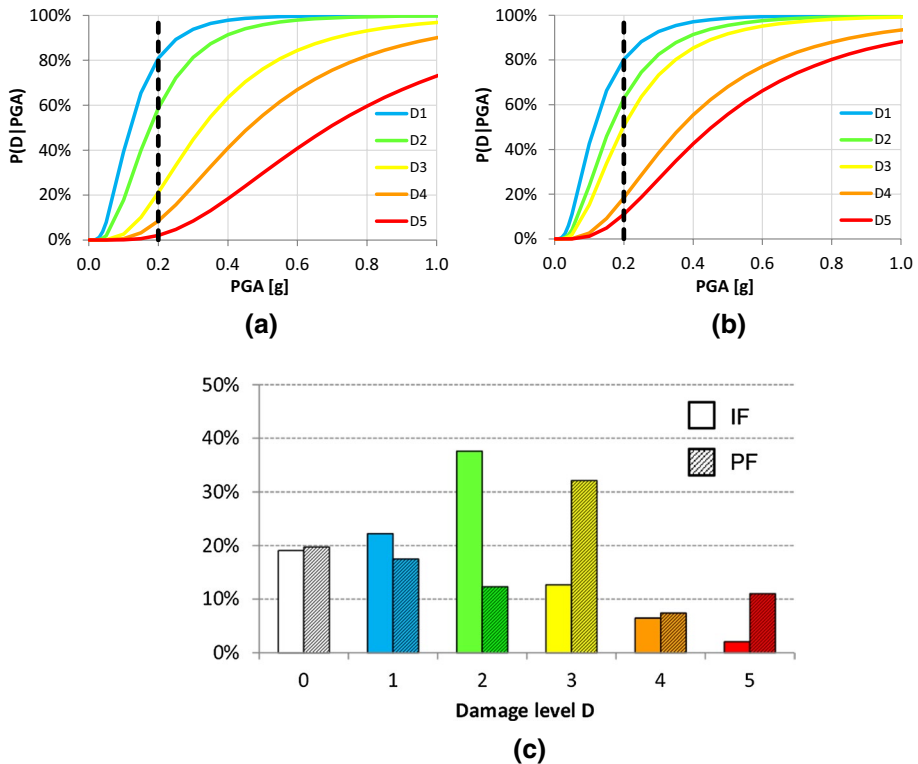 100%
80%
60%
40%
20%
0%
P(D|PGA)
D1
D2
D3
D4
D5
0.0 0.2 0.4 0.6 0.8 1.0
PGA [g]
(a)
100%
80%
60%
40%
20%
0%
P(D|PGA)
D1
D2
D3
D4
D5
0.0 0.2 0.4 0.6 0.8 1.0
PGA [g]
(b)
50%
40%
30%
20%
10%
0%
IF
PF
0 1 2 3 4 5
Damage level D
(c)